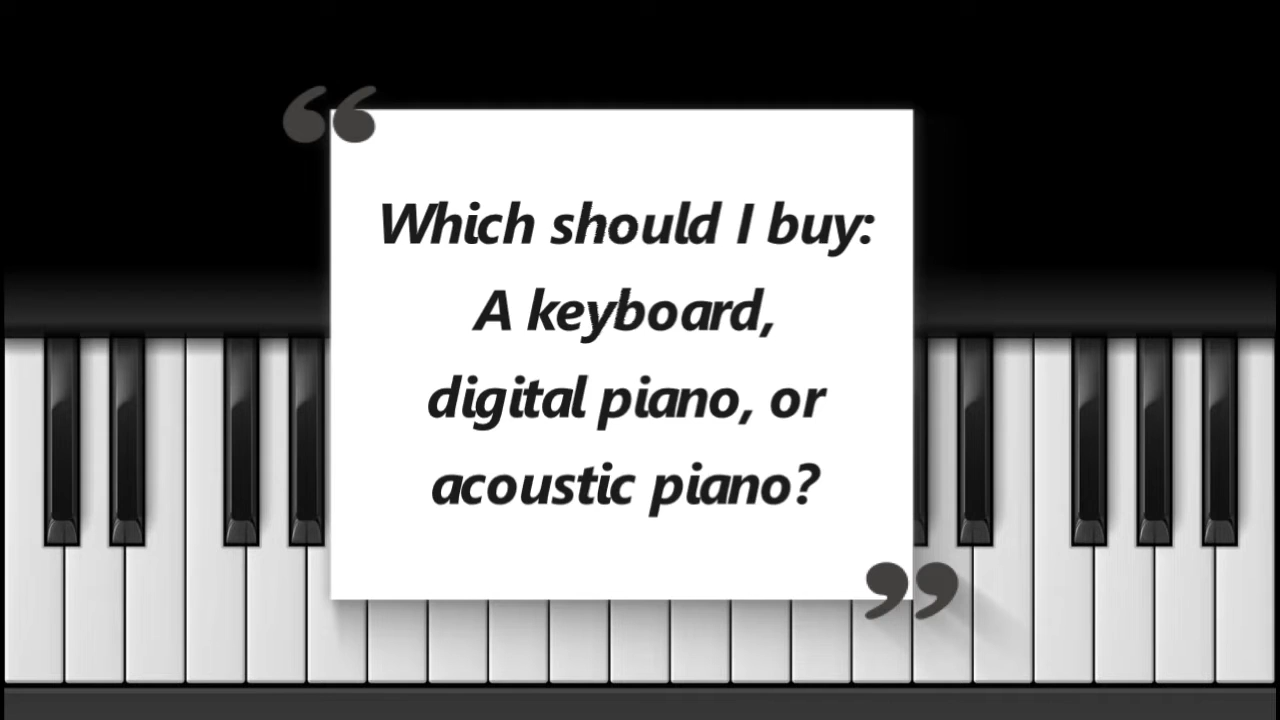 “
Which should I buy:
A keyboard,
digital piano, or
acoustic piano?
”